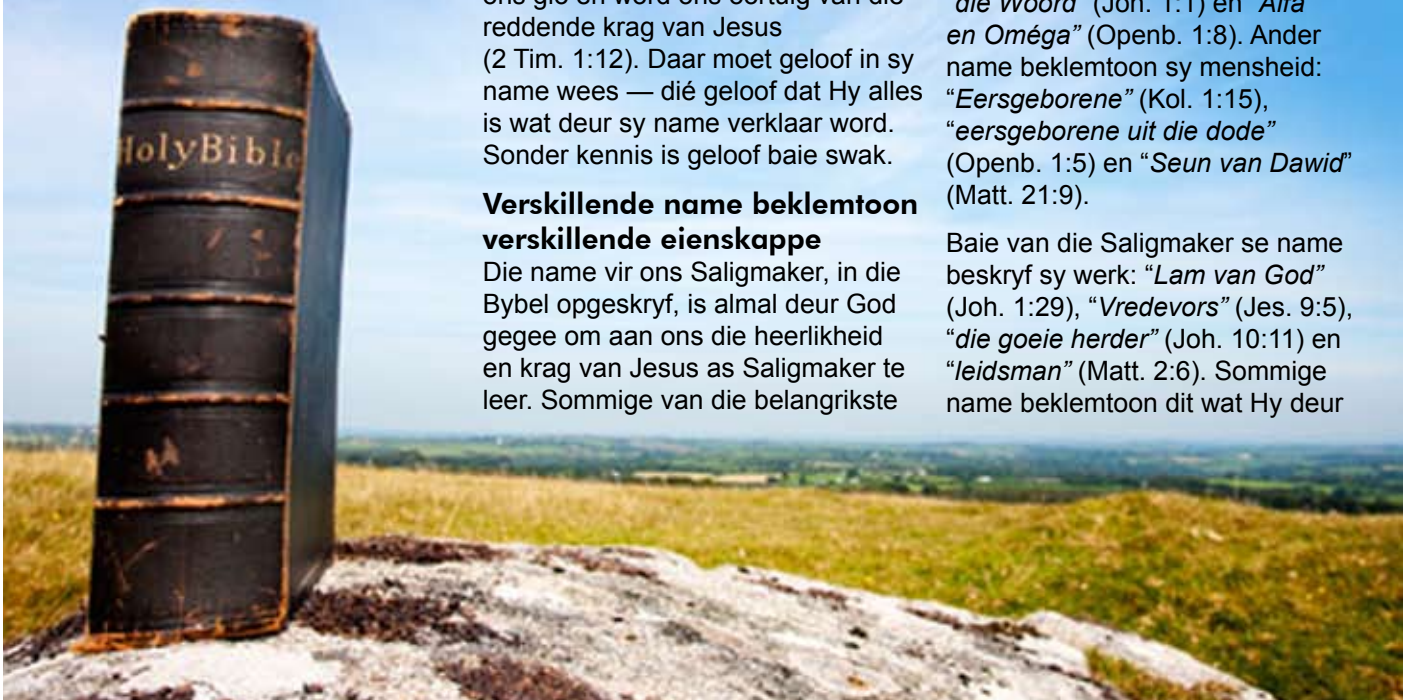 HolyBible
reddende krag van Jesus
(2 Tim. 1:12). Daar moet geloof in sy
name wees — dié geloof dat Hy alles
is wat deur sy name verklaar word.
Sonder kennis is geloof baie swak.
Verskillende name beklemtoon
verskillende eienskappe
Die name vir ons Saligmaker, in die
Bybel opgeskryf, is almal deur God
gegee om aan ons die heerlikheid
en krag van Jesus as Saligmaker te
leer. Sommige van die belangrikste
"die Woord" (Joh. 1:1) en "Alfa
en Oméga" (Openb. 1:8). Ander
name beklemtoon sy mensheid:
"Eersgeborene" (Kol. 1:15),
"eersgeborene uit die dode"
(Openb. 1:5) en "Seun van Dawid"
(Matt. 21:9).
Baie van die Saligmaker se name
beskryf sy werk: "Lam van God"
(Joh. 1:29), "Vredevors" (Jes. 9:5),
"die goeie herder" (Joh. 10:11) en
"leidsman" (Matt. 2:6). Sommige
name beklemtoon dit wat Hy deur